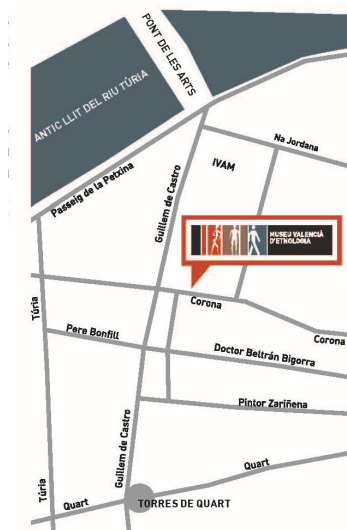 PONT DE LES ARTS
ANTIC LLIT DEL RIU TÚRIA
Na Jordana
Passeig de la Petxina
IVAM
Guillem de Castro
MUSEU VALENCIÀ
D'ETNOLOGIA
Túria
Corona
Corona
Pere Bonfill
Doctor Beltrán Bigorra
Pintor Zariñena
Guillem de Castro
Quart
Túria
Quart
TORRES DE QUART